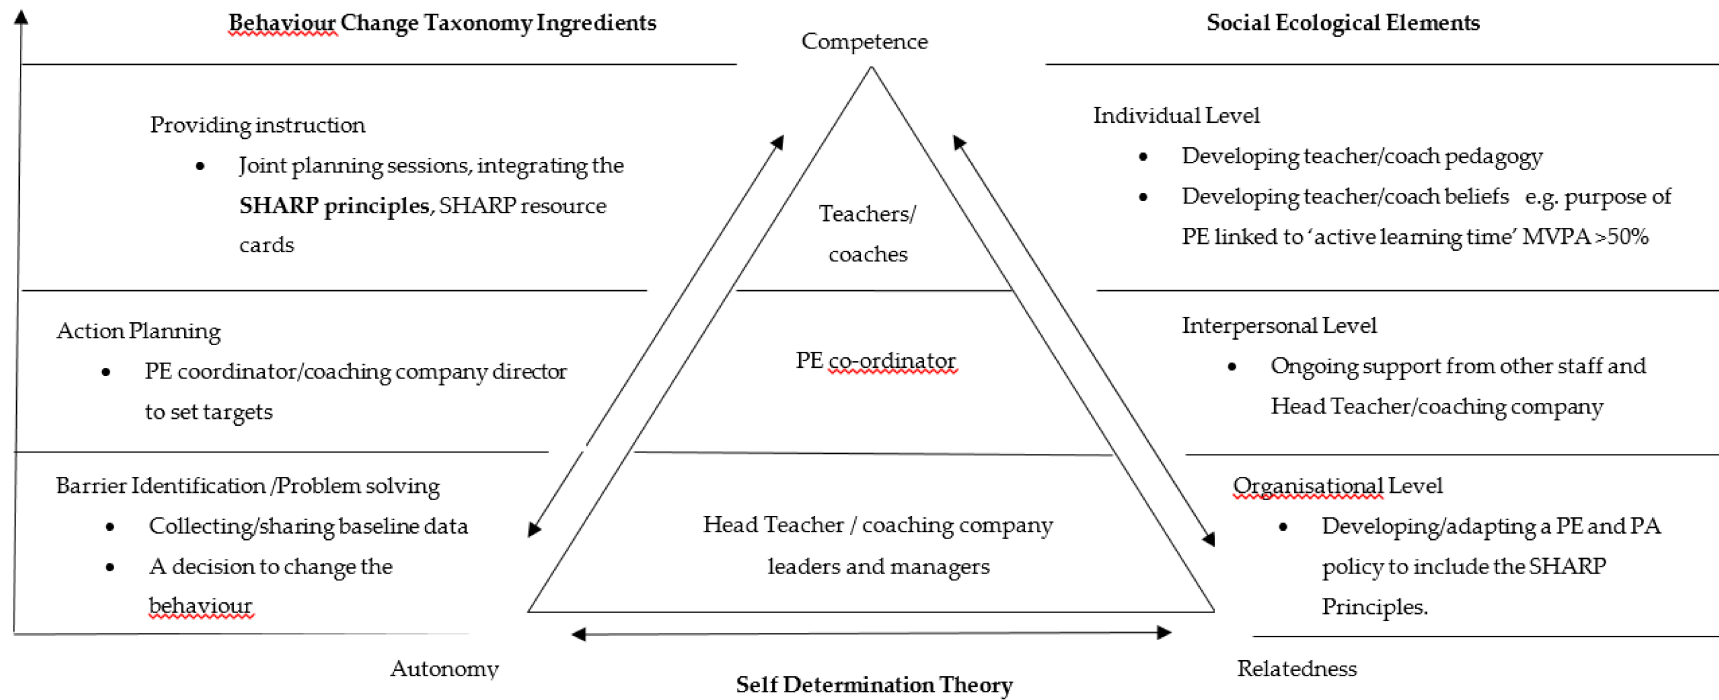 Behaviour Change Taxonomy Ingredients
Social Ecological Elements
Competence
Providing instruction
• Joint planning sessions, integrating the
SHARP principles, SHARP resource
cards
Teachers/
coaches
Individual Level
• Developing teacher/coach pedagogy
• Developing teacher/coach beliefs e.g. purpose of
PE linked to ‘active learning time’ MVPA >50%
Action Planning
• PE coordinator/coaching company director
to set targets
PE co-ordinator
Interpersonal Level
• Ongoing support from other staff and
Head Teacher/coaching company
Barrier Identification /Problem solving
• Collecting/sharing baseline data
• A decision to change the
behaviour
Head Teacher / coaching company
leaders and managers
Organisational Level
• Developing/adapting a PE and PA
policy to include the SHARP
Principles.
Autonomy
Relatedness
Self Determination Theory